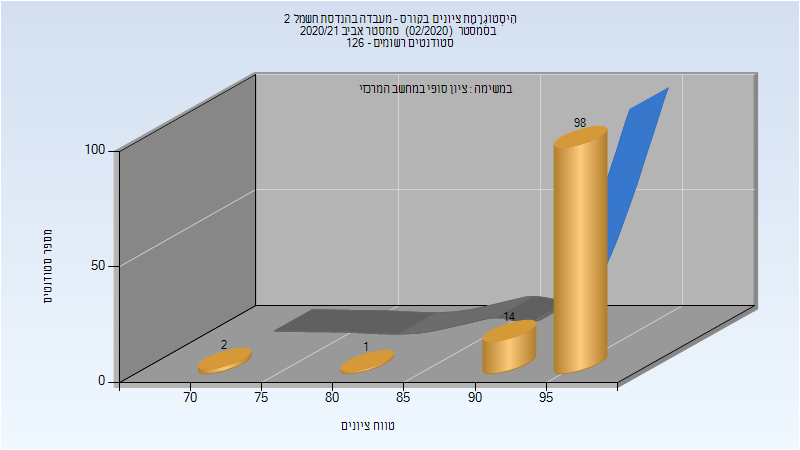 היסטוגרמת ציונים בקורס - מעבדה בהנדסת חשמל 2
בסמסטר (02/2020) סמסטר אביב 2020/21
סטודנטים רשומים - 126
במשימה : ציון סופי במחשב המרכזי
98
100
מספר סטודנטים
50
14
2
1
0
70 75 80 85 90 95
טווח ציונים